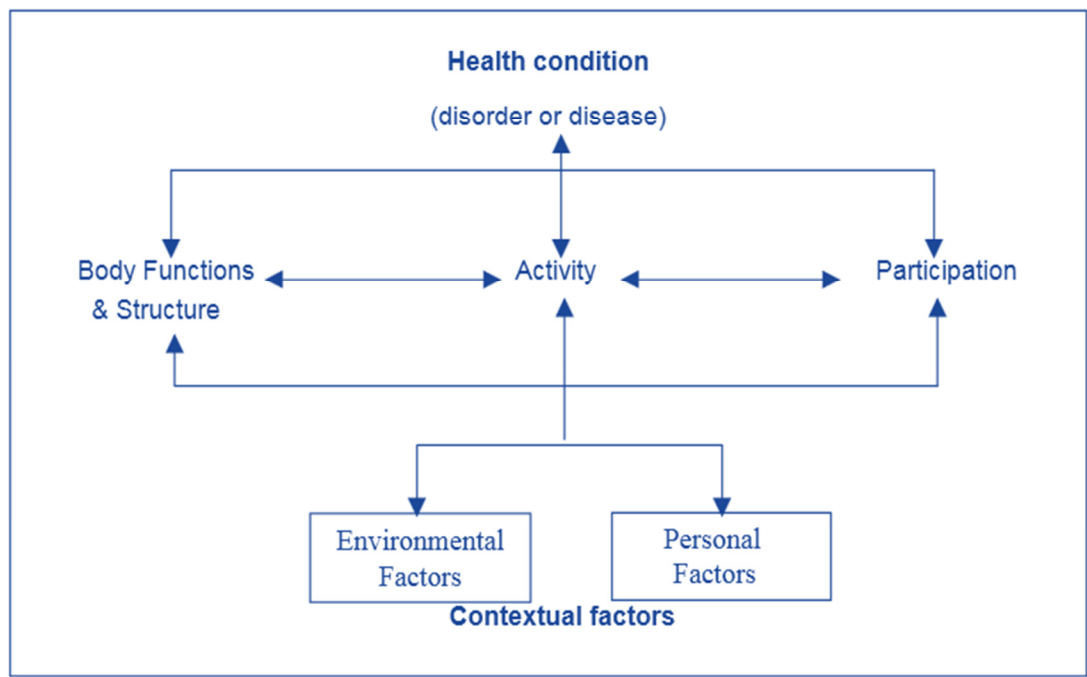 Health condition
(disorder or disease)
Body Functions
& Structure
Activity
Participation
Environmental
Factors
Personal
Factors
Contextual factors